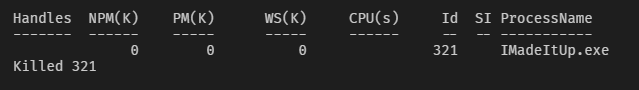 Handles  NPM(K)    PM(K)      WS(K)     CPU(s)     Id  SI ProcessName
-------  ------    -----      -----     ------     --  -- -----------
              0        0          0               321     IMadeItUp.exe
Killed 321